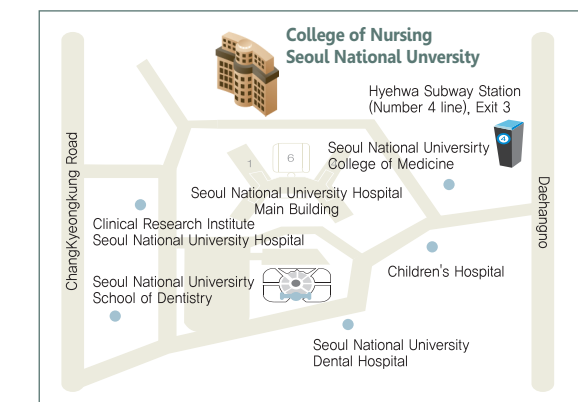 College of Nursing
Seoul National Unversity
Hyehwa Subway Station
(Number 4 line), Exit 3
4
Seoul National Universirty
College of Medicine
1
6
Seoul National University Hospital
Main Building
ChangKyeongkung Road
Daehangno
Clinical Research Institute
Seoul National University Hospital
Children's Hospital
Seoul National Universirty
School of Dentistry
Seoul National University
Dental Hospital